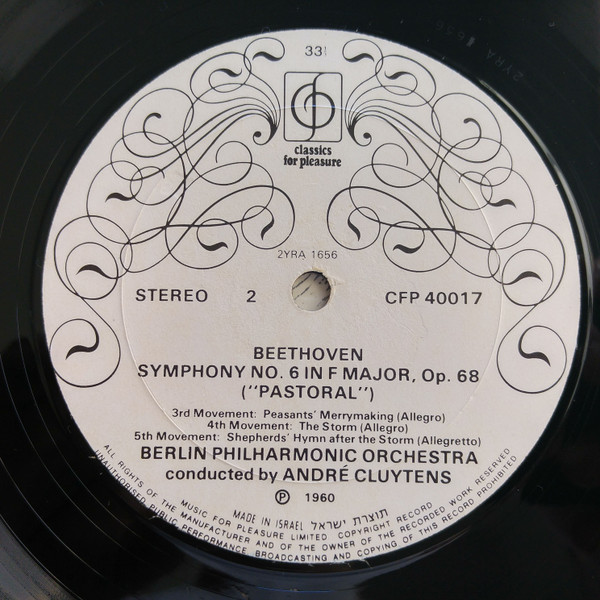 2YRA 1656
33⅓
classics
for pleasure
2YRA 1656
STEREO 2 CFP 40017
BEETHOVEN
SYMPHONY NO. 6 IN F MAJOR, Op. 68
("PASTORAL")
3rd Movement: Peasants' Merrymaking (Allegro)
4th Movement: The Storm (Allegro)
5th Movement: Shepherds' Hymn after the Storm (Allegretto)
BERLIN PHILHARMONIC ORCHESTRA
conducted by ANDRÉ CLUYTENS
Ⓟ 1960
MADE IN ISRAEL תוצרת ישראל
MUSIC FOR PLEASURE LIMITED COPYRIGHT RECORD
ALL RIGHTS OF THE MANUFACTURER AND OF THE OWNER OF THE RECORDED WORK RESERVED
UNAUTHORISED PUBLIC PERFORMANCE BROADCASTING AND COPYING OF THIS RECORD PROHIBITED